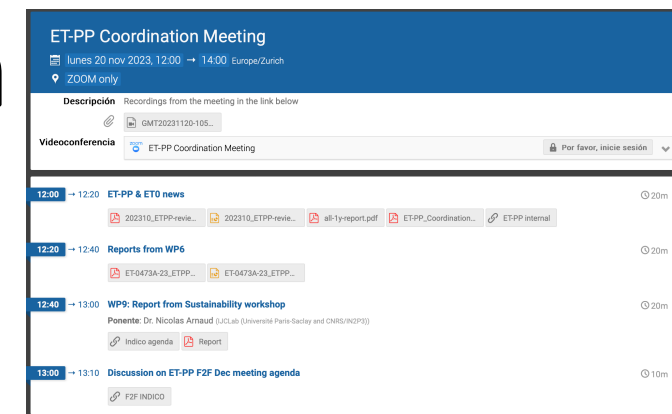 ET-PP Coordination Meeting
lunes 20 nov 2023, 12:00 → 14:00 Europe/Zurich
ZOOM only
Descripción Recordings from the meeting in the link below
GMT20231120-105...
Videoconferencia zoom ET-PP Coordination Meeting Por favor, inicie sesión
12:00 → 12:20 ET-PP & ET0 news 20m
202310_ETPP-revie... 202310_ETPP-revie... all-1y-report.pdf ET-PP_Coordination... ET-PP internal
12:20 → 12:40 Reports from WP6 20m
ET-0473A-23_ETPP... ET-0473A-23_ETPP...
12:40 → 13:00 WP9: Report from Sustainability workshop 20m
Ponente: Dr. Nicolas Arnaud (IJCLab (Université Paris-Saclay and CNRS/IN2P3))
Indico agenda Report
13:00 → 13:10 Discussion on ET-PP F2F Dec meeting agenda 10m
F2F INDICO